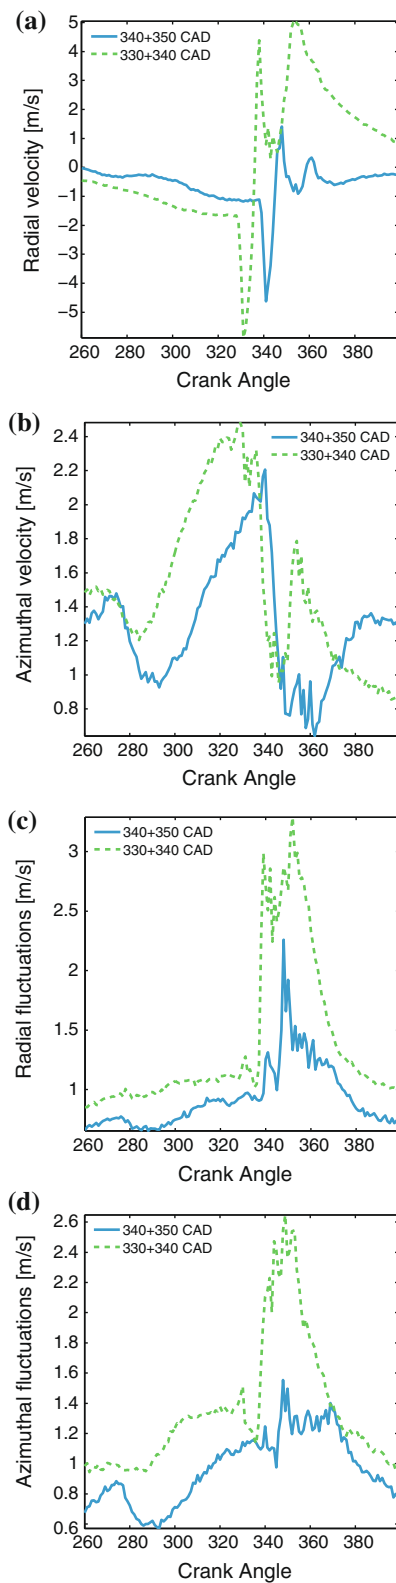 (a)
340+350 CAD
330+340 CAD
Radial velocity [m/s]
5
4
3
2
1
0
−1
−2
−3
−4
−5
260 280 300 320 340 360 380
Crank Angle
(b)
340+350 CAD
330+340 CAD
Azimuthal velocity [m/s]
2.4
2.2
2
1.8
1.6
1.4
1.2
1
0.8
260 280 300 320 340 360 380
Crank Angle
(c)
340+350 CAD
330+340 CAD
Radial fluctuations [m/s]
3
2.5
2
1.5
1
260 280 300 320 340 360 380
Crank Angle
(d)
340+350 CAD
330+340 CAD
Azimuthal fluctuations [m/s]
2.6
2.4
2.2
2
1.8
1.6
1.4
1.2
1
0.8
0.6
260 280 300 320 340 360 380
Crank Angle